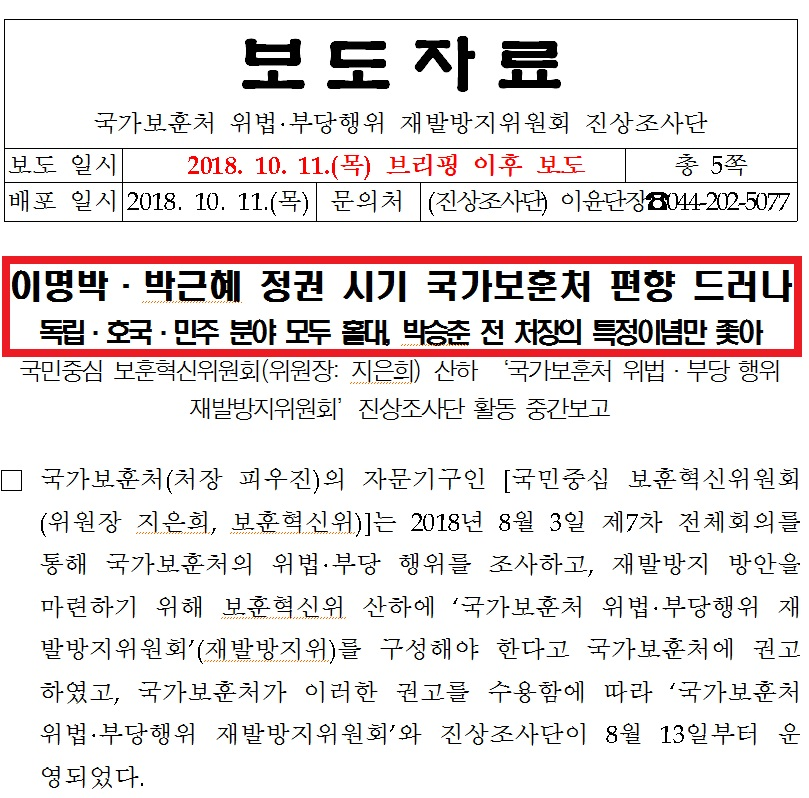 보도자료
국가보훈처 위법·부당행위 재발방지위원회 진상조사단
보도 일시 2018. 10. 11.(목) 브리핑 이후 보도 총 5쪽
배포 일시 2018. 10. 11.(목) 문의처 (진상조사단) 이윤단장☎044-202-5077
이명박·박근혜 정권 시기 국가보훈처 편향 드러나
독립·호국·민주 분야 모두 홀대, 박승춘 전 처장의 특정이념만 좇아
국민중심 보훈혁신위원회(위원장: 지은희) 산하 ‘국가보훈처 위법·부당 행위
재발방지위원회’ 진상조사단 활동 중간보고
□ 국가보훈처(처장 피우진)의 자문기구인 [국민중심 보훈혁신위원회
(위원장 지은희, 보훈혁신위)]는 2018년 8월 3일 제7차 전체회의를
통해 국가보훈처의 위법·부당 행위를 조사하고, 재발방지 방안을
마련하기 위해 보훈혁신위 산하에 ‘국가보훈처 위법·부당행위 재
발방지위원회’(재발방지위)를 구성해야 한다고 국가보훈처에 권고
하였고, 국가보훈처가 이러한 권고를 수용함에 따라 ‘국가보훈처
위법·부당행위 재발방지위원회’와 진상조사단이 8월 13일부터 운
영되었다.